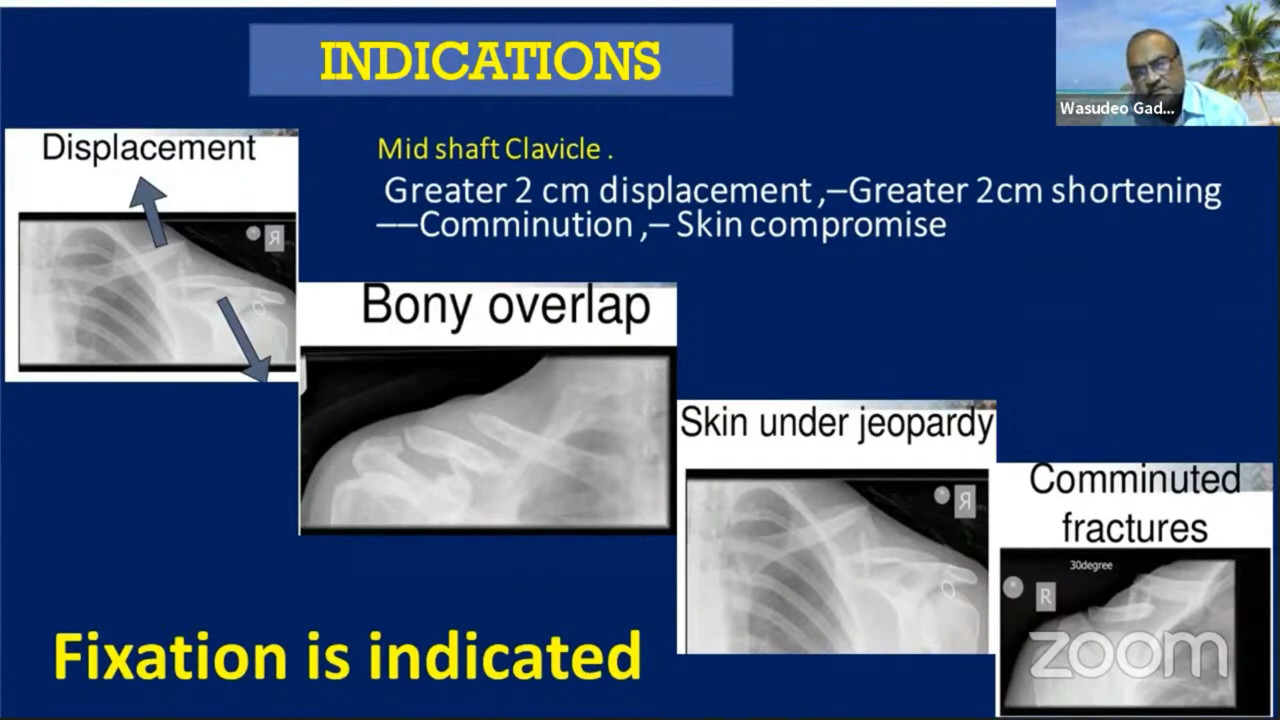 INDICATIONS
Wasudeo Gad...
Displacement
Mid shaft Clavicle .
Greater 2 cm displacement ,–Greater 2cm shortening
––Comminution ,– Skin compromise
R
Bony overlap
Skin under jeopardy
R
Comminuted
fractures
30degree
R
Fixation is indicated
zoom